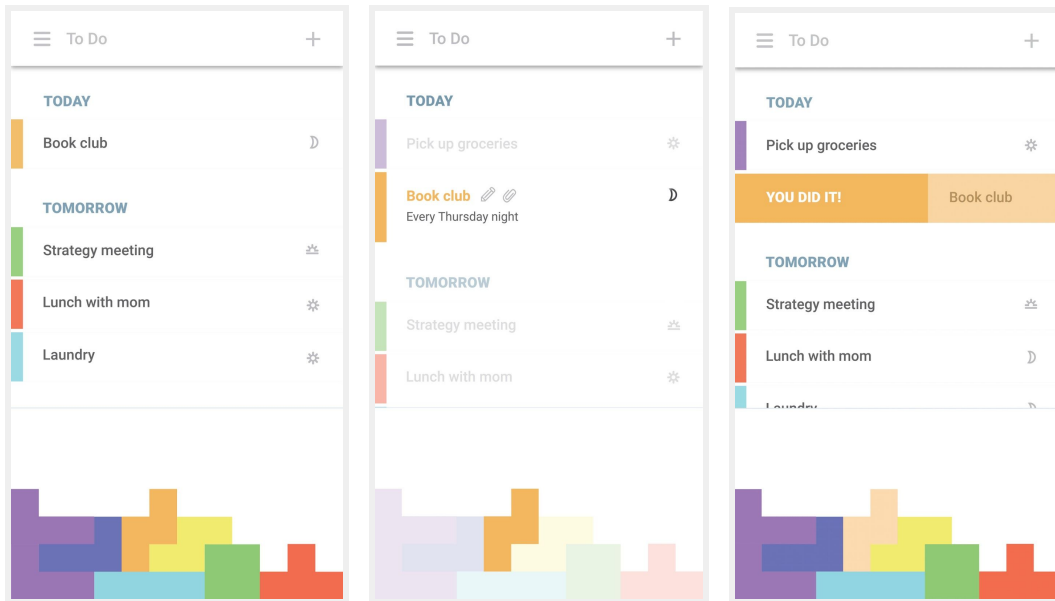 To Do
TODAY
Book club
TOMORROW
Strategy meeting
Lunch with mom
Laundry
To Do
TODAY
Pick up groceries
Book club
Every Thursday night
TOMORROW
Strategy meeting
Lunch with mom
To Do
TODAY
Pick up groceries
YOU DID IT! Book club
TOMORROW
Strategy meeting
Lunch with mom
Laundry